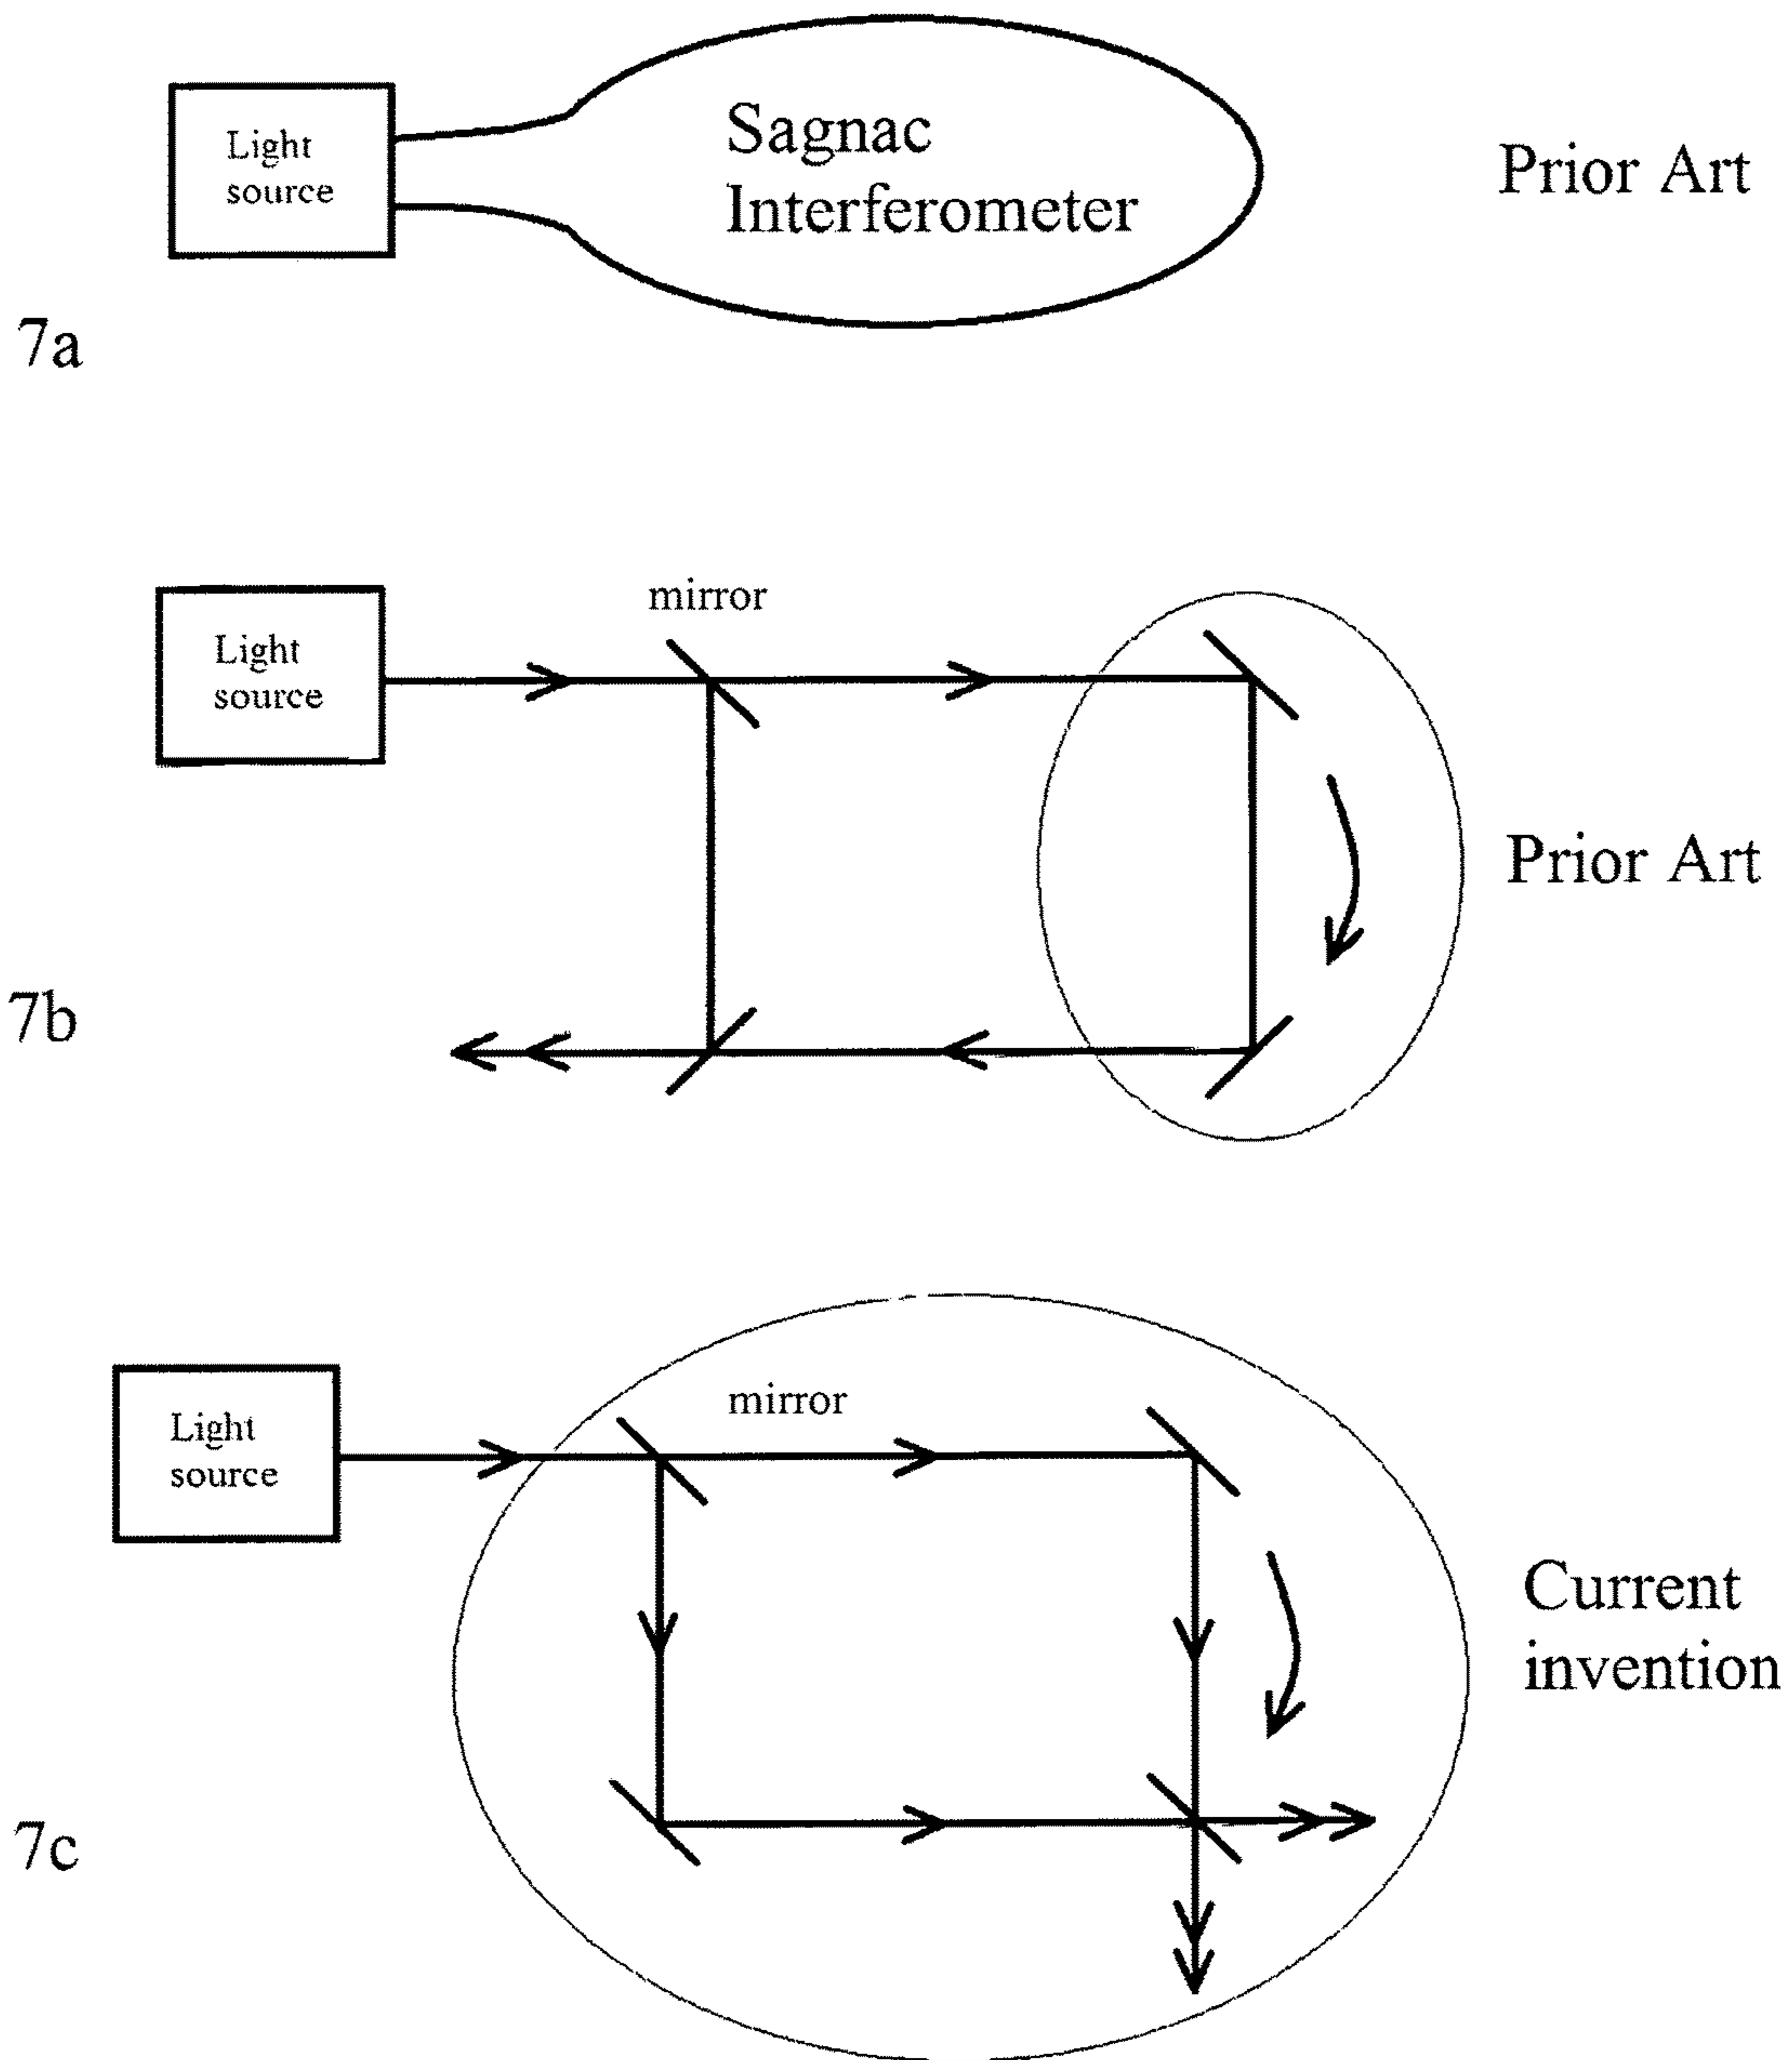 Light
source
Sagnac
Interferometer
Prior Art
7a
mirror
Light
source
Prior Art
7b
mirror
Light
source
Current
invention
7c